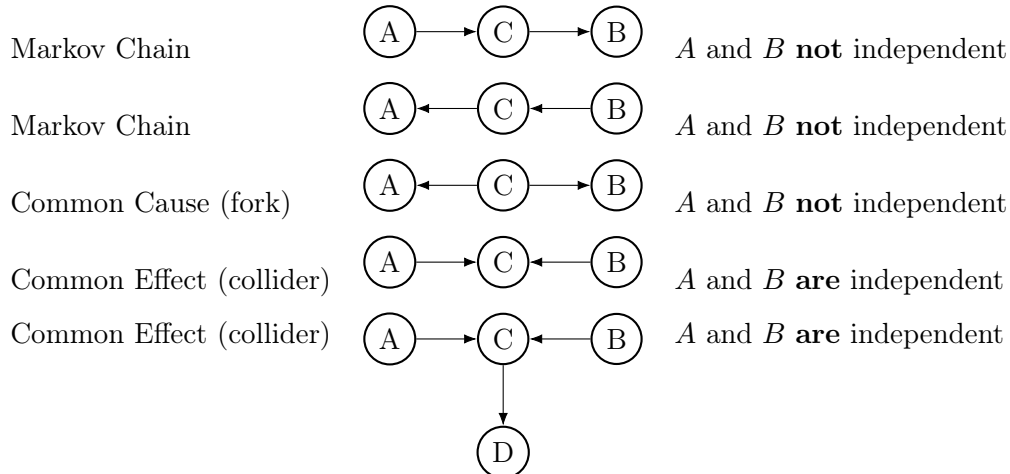 Markov Chain A C B A and B not independent
Markov Chain A C B A and B not independent
Common Cause (fork) A C B A and B not independent
Common Effect (collider) A C B A and B are independent
Common Effect (collider) A C B A and B are independent
D